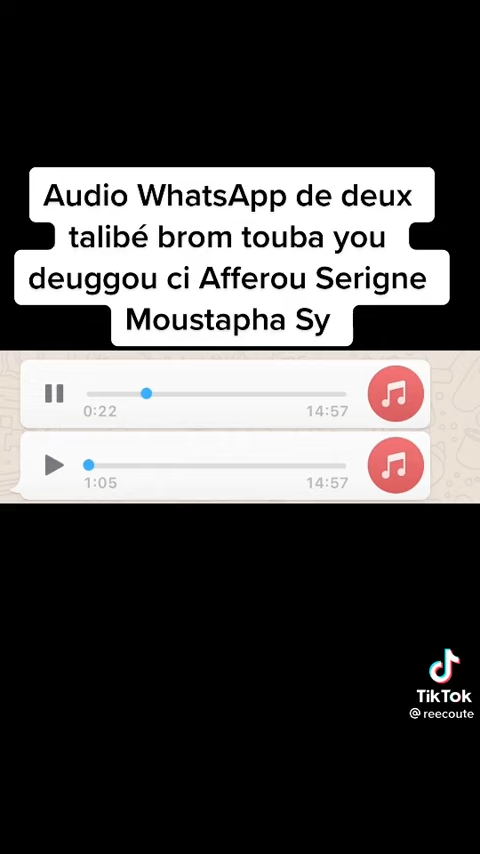 Audio WhatsApp de deux
talibé brom touba you
deuggou ci Afferou Serigne
Moustapha Sy
0:22 14:57
1:05 14:57
TikTok
@ reecoute